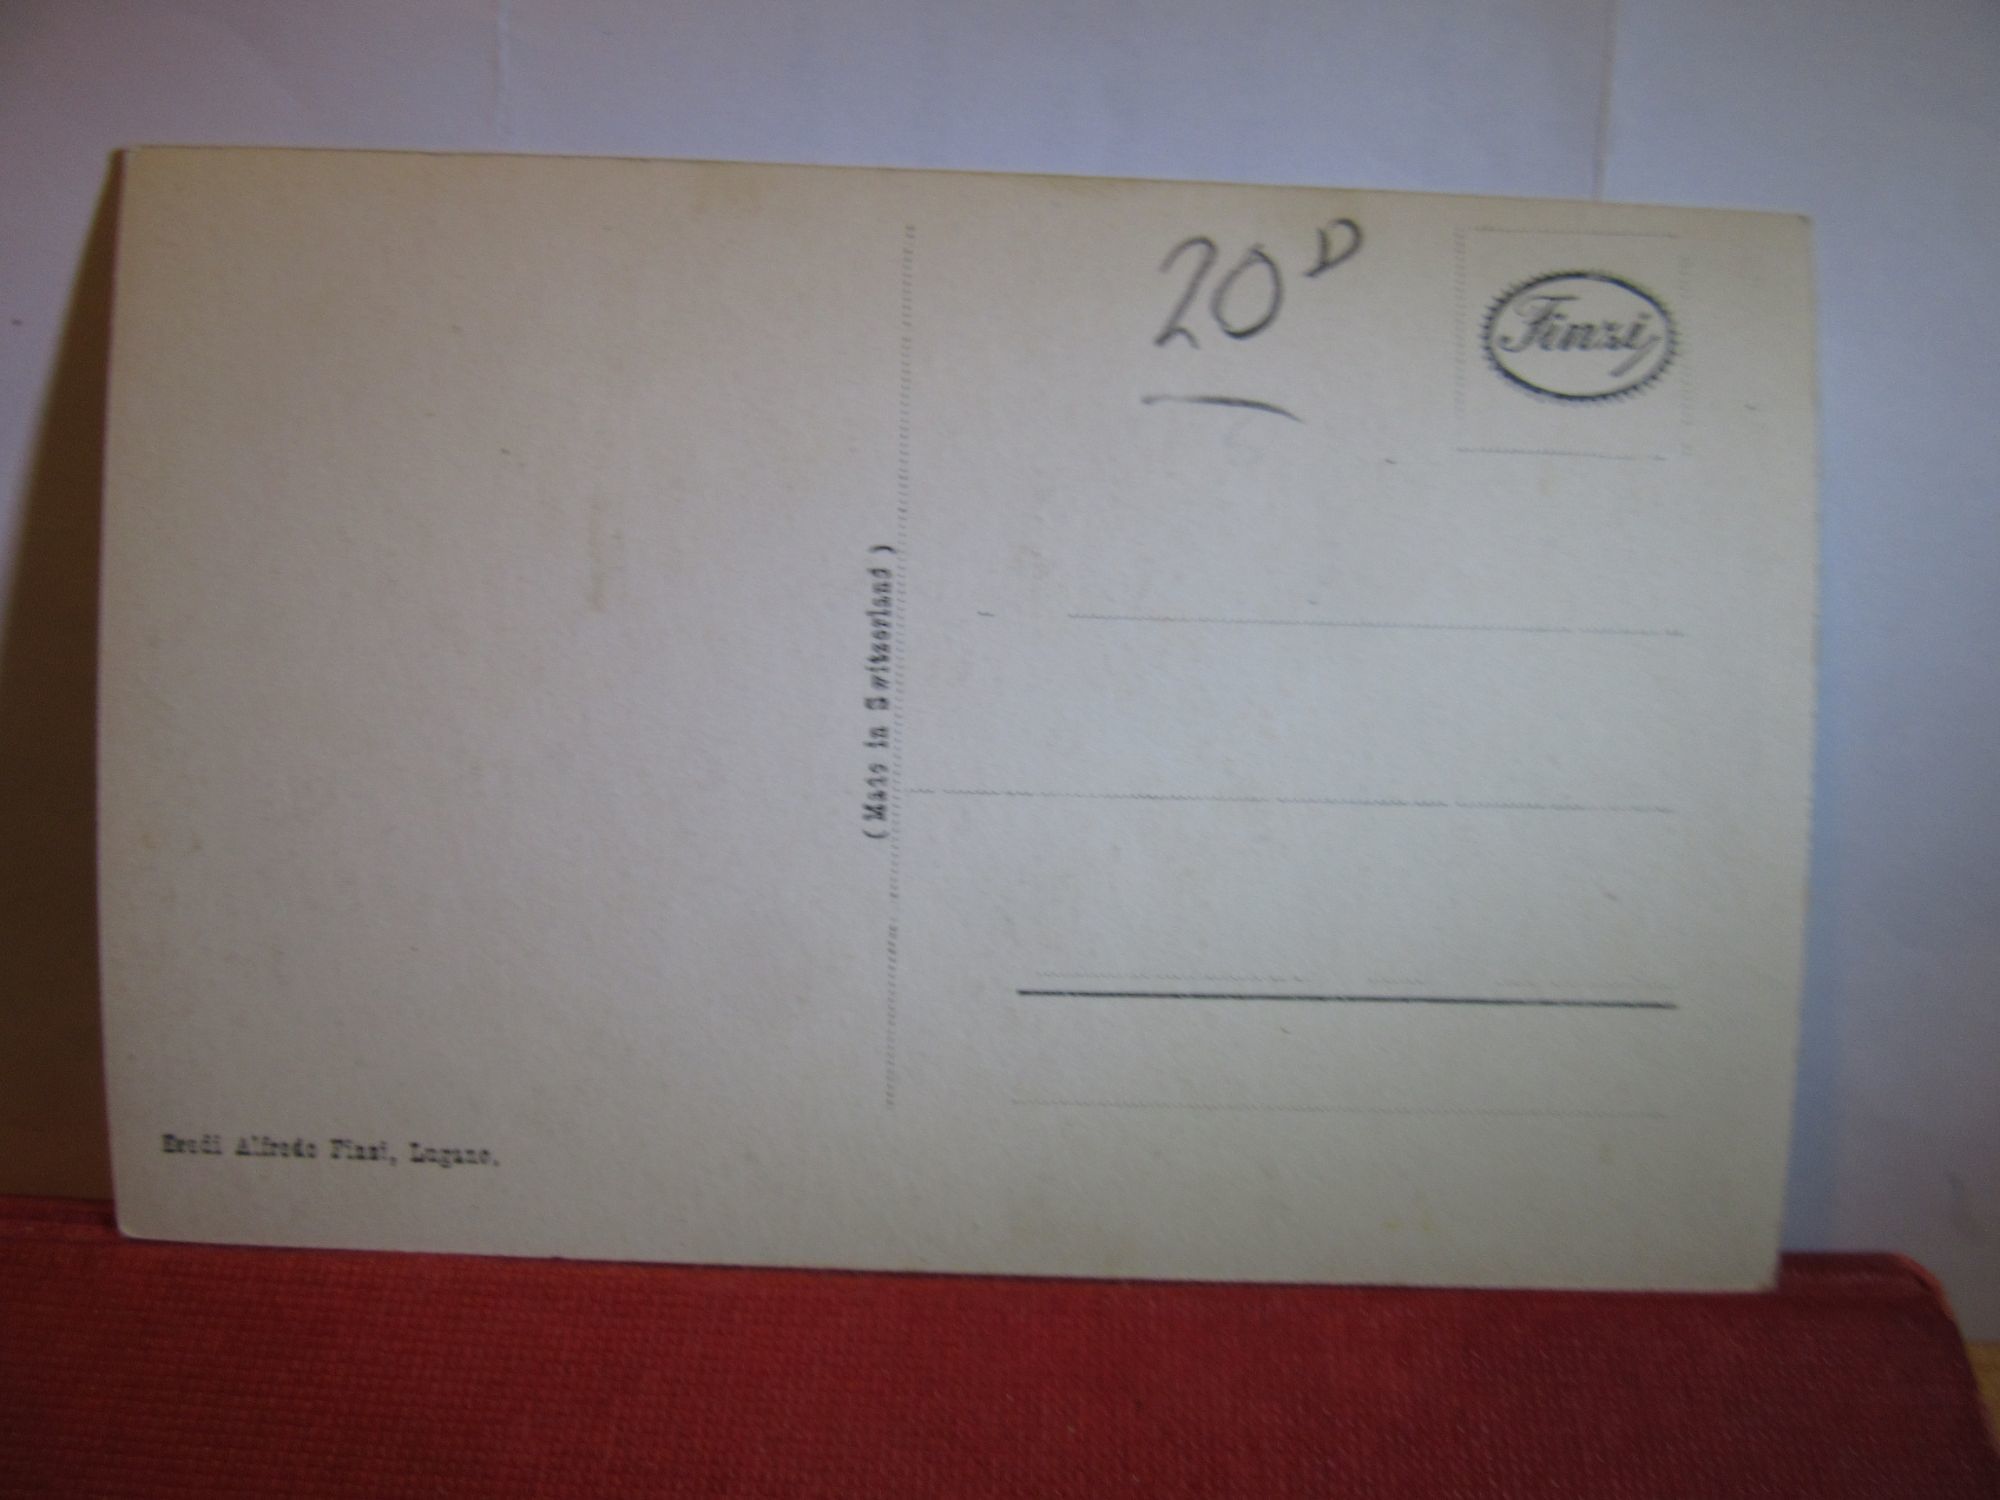 20D
Finzi
(Made in Switzerland)
Eredi Alfredo Finzi, Lugano.